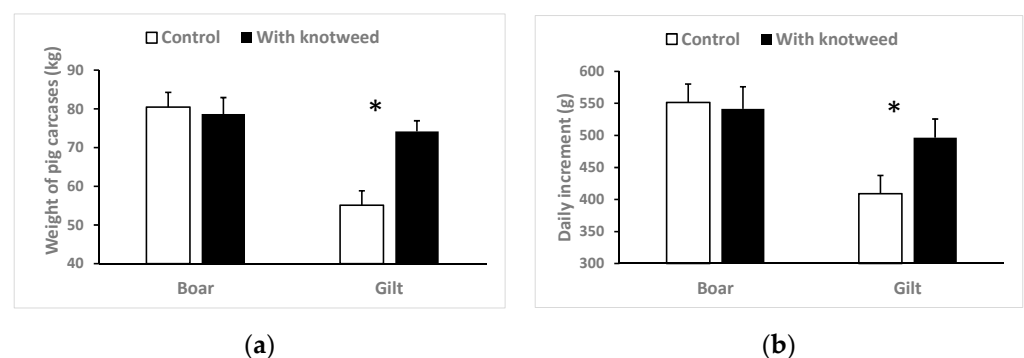 Control With knotweed
Weight of pig carcases (kg)
90
80
70
60
50
40
*
Boar Gilt
(a)
Control With knotweed
Daily increment (g)
600
550
500
450
400
350
300
*
Boar Gilt
(b)